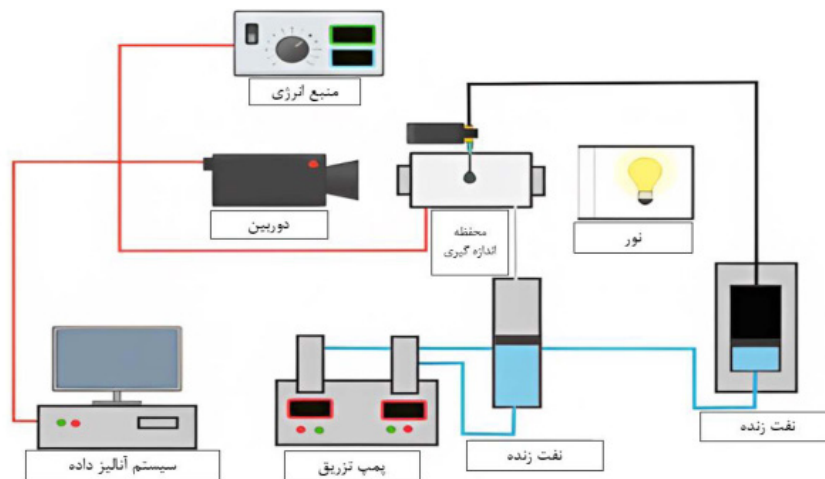 منبع انرژی
دوربین
محفظه
اندازه گیری
نور
سیستم آنالیز داده
پمپ تزریق
نفت زنده
نفت زنده